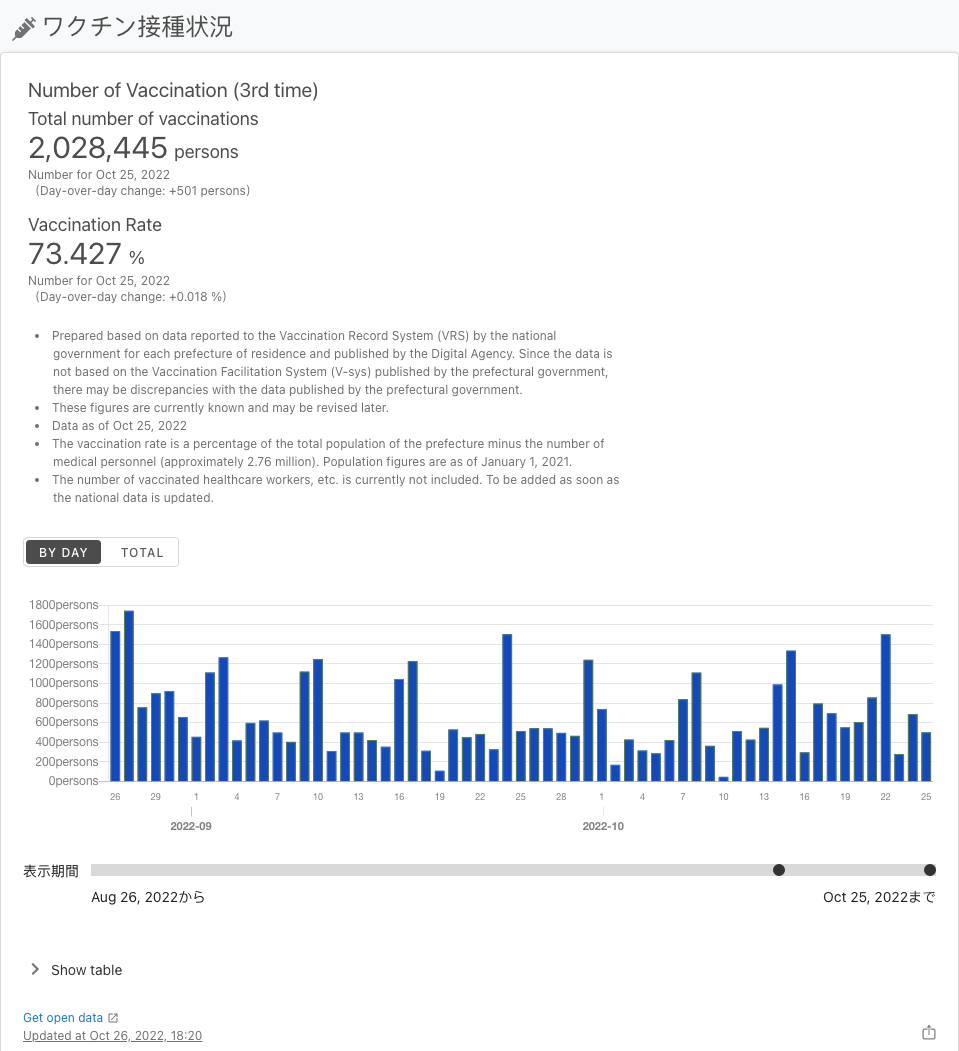 ワクチン接種状況
Number of Vaccination (3rd time)
Total number of vaccinations
2,028,445 persons
Number for Oct 25, 2022
(Day-over-day change: +501 persons)
Vaccination Rate
73.427 %
Number for Oct 25, 2022
(Day-over-day change: +0.018 %)
• Prepared based on data reported to the Vaccination Record System (VRS) by the national
government for each prefecture of residence and published by the Digital Agency. Since the data is
not based on the Vaccination Facilitation System (V-sys) published by the prefectural government,
there may be discrepancies with the data published by the prefectural government.
• These figures are currently known and may be revised later.
• Data as of Oct 25, 2022
• The vaccination rate is a percentage of the total population of the prefecture minus the number of
medical personnel (approximately 2.76 million). Population figures are as of January 1, 2021.
• The number of vaccinated healthcare workers, etc. is currently not included. To be added as soon as
the national data is updated.
BY DAY TOTAL
1800persons
1600persons
1400persons
1200persons
1000persons
800persons
600persons
400persons
200persons
0persons
26 29 1 4 7 10 13 16 19 22 25 28 1 4 7 10 13 16 19 22 25
2022-09 2022-10
表示期間
Aug 26, 2022から Oct 25, 2022まで
Show table
Get open data
Updated at Oct 26, 2022, 18:20